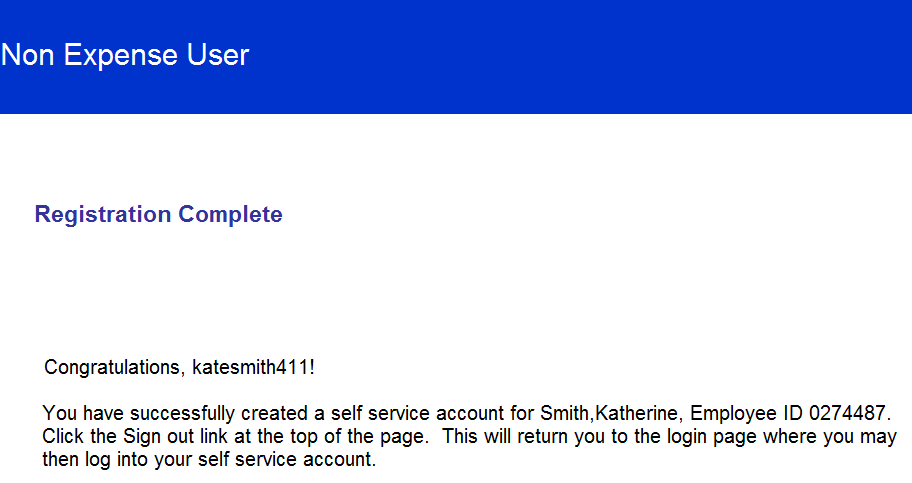 Non Expense User
Registration Complete
Congratulations, katesmith411!
You have successfully created a self service account for Smith,Katherine, Employee ID 0274487.
Click the Sign out link at the top of the page.  This will return you to the login page where you may
then log into your self service account.